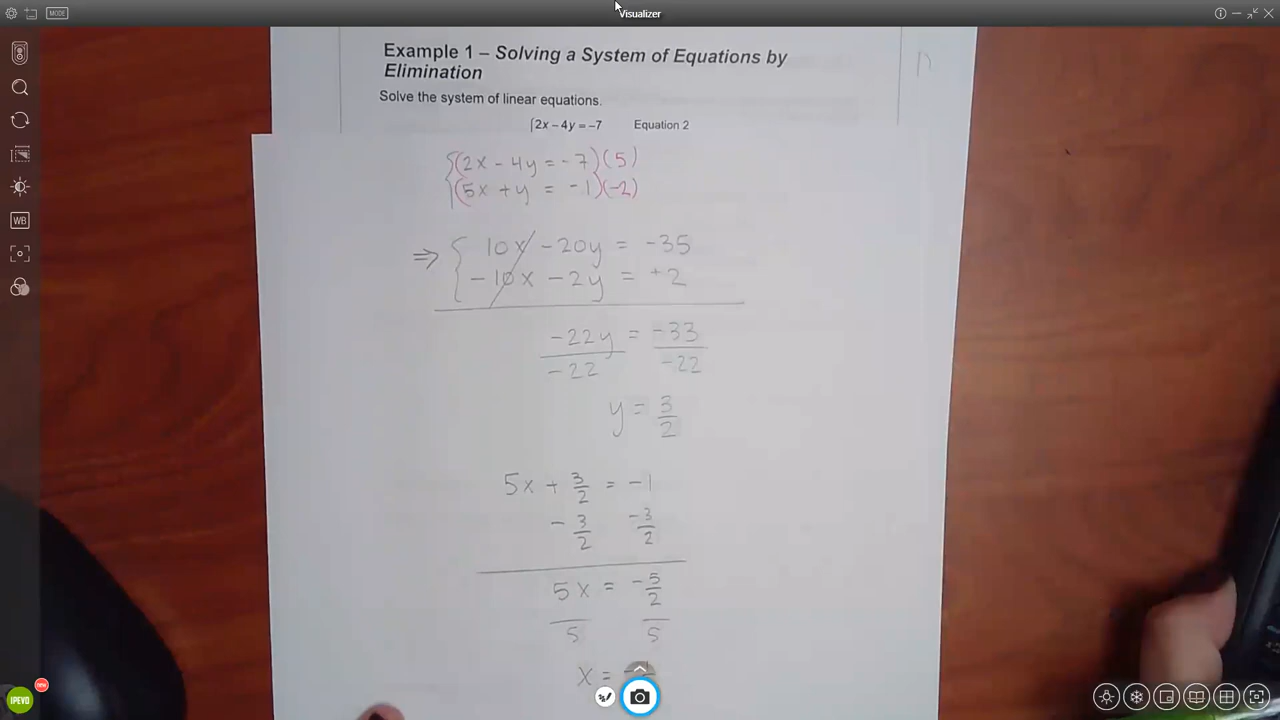 MODE
Visualizer
Example 1 – Solving a System of Equations by
Elimination
Solve the system of linear equations.
{2x – 4y = –7 Equation 2
WB
{(2x - 4y = -7)(5)
(5x + y = -1)(-2)
⇒ { 10x - 20y = -35
-10x - 2y = +2
-22y = -33
-22 -22
y = 3/2
5x + 3/2 = -1
- 3/2 -3/2
5x = -5/2
5 5
x =
IPEVO
new